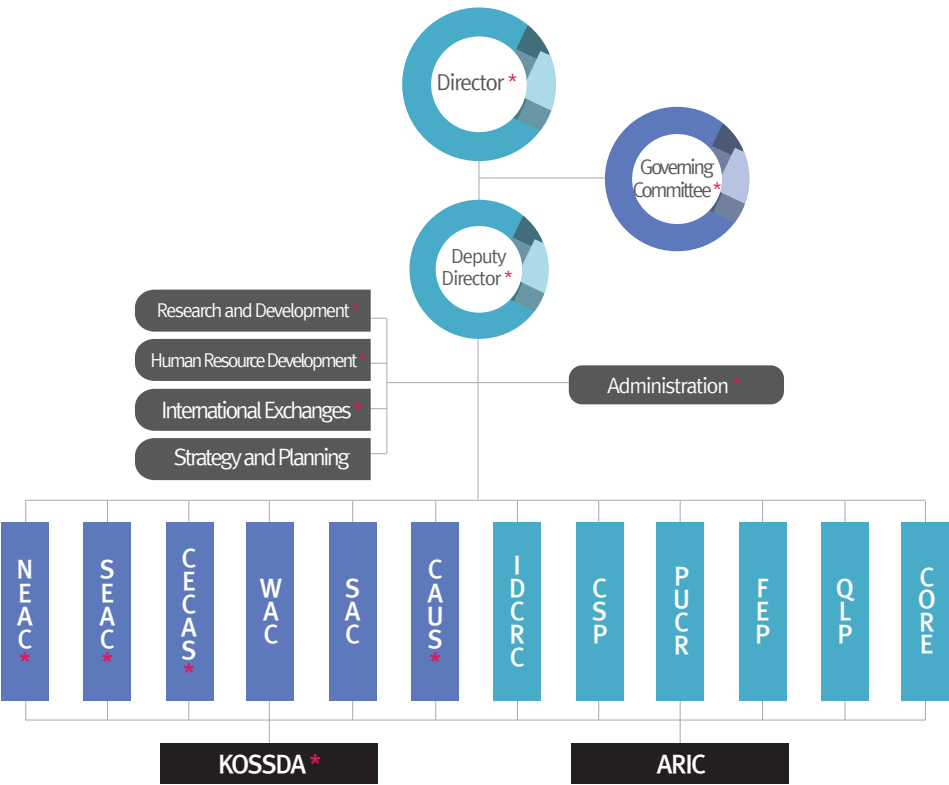 Director *
Governing
Committee *
Deputy
Director *
Research and Development *
Human Resource Development *
International Exchanges *
Strategy and Planning
Administration *
NEAC*
SEAC*
CECAS*
WAC
SAC
CAUS*
IDCRC
CSP
PUCR
FEP
QLP
CORE
KOSSDA *
ARIC